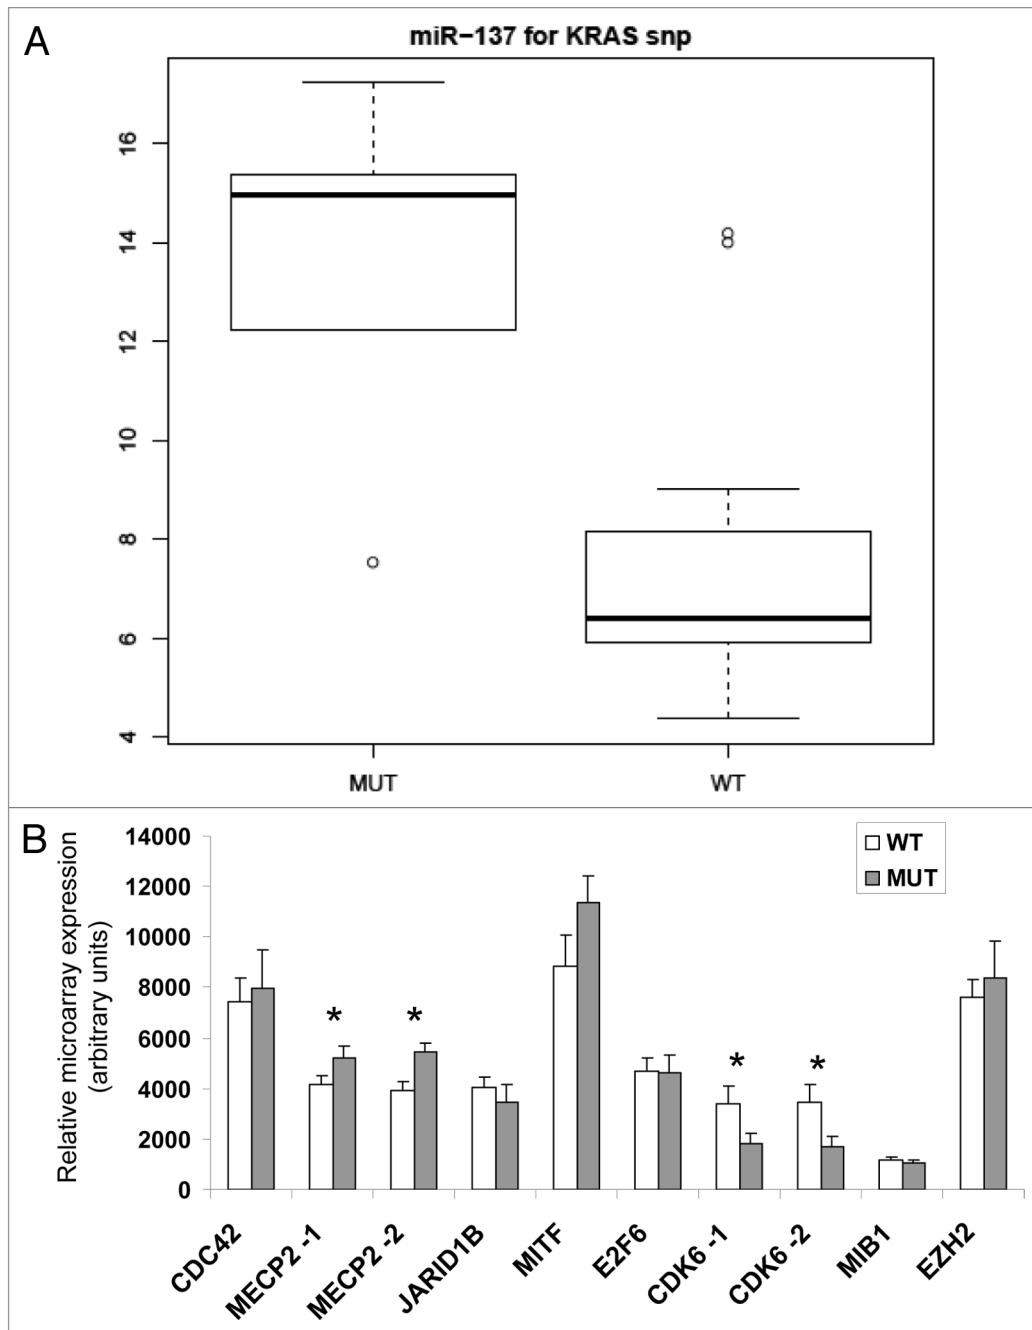 A
miR−137 for KRAS snp
16
14
12
10
8
6
4
MUT
WT
B
Relative microarray expression
(arbitrary units)
14000
12000
10000
8000
6000
4000
2000
0
WT
MUT
*
*
*
*
CDC42
MECP2 -1
MECP2 -2
JARID1B
MITF
E2F6
CDK6 -1
CDK6 -2
MIB1
EZH2